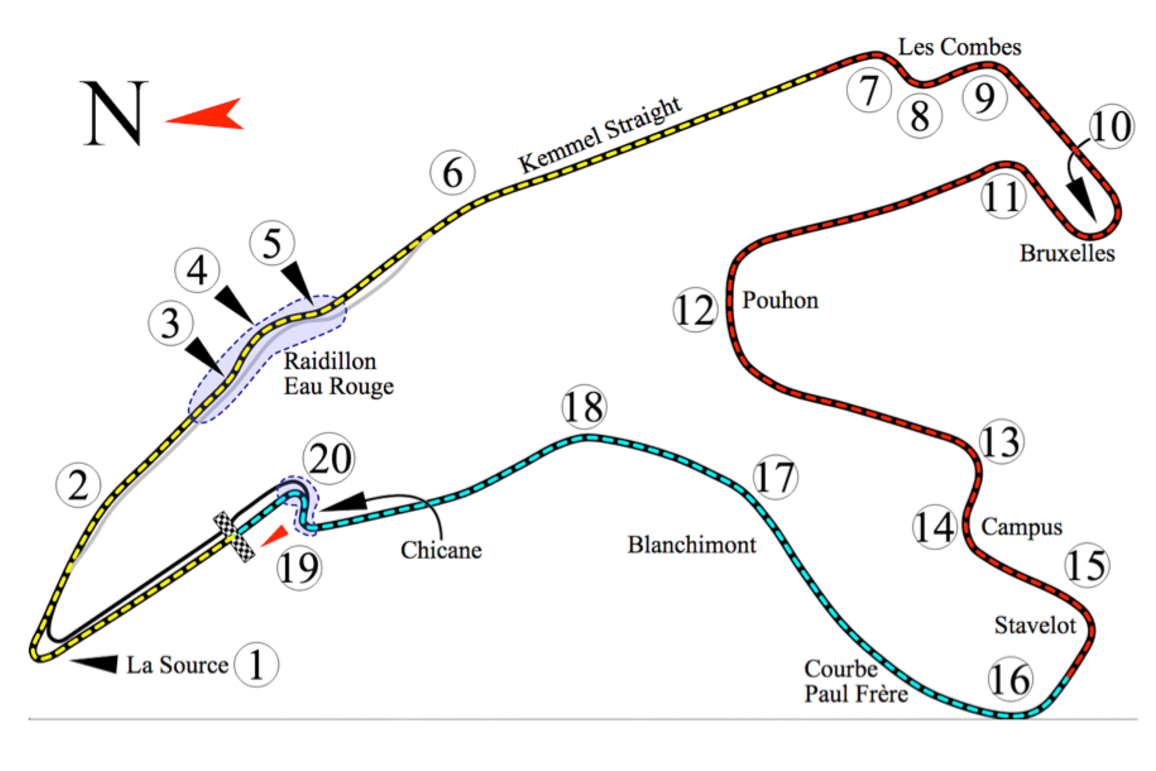 Les Combes
N
7
8
9
10
Kemmel Straight
6
11
5
Bruxelles
4
3
12
Pouhon
Raidillon
Eau Rouge
18
13
20
2
17
14
Campus
Chicane
Blanchimont
19
15
Stavelot
La Source 1
Courbe
Paul Frère
16